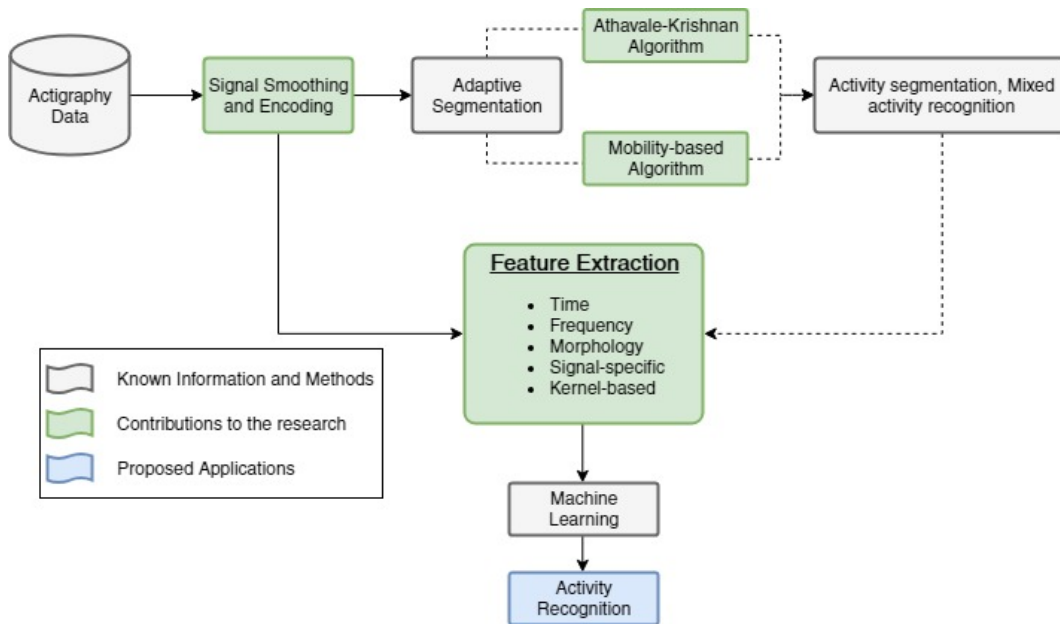 Actigraphy
Data
Signal Smoothing
and Encoding
Adaptive
Segmentation
Athavale-Krishnan
Algorithm
Mobility-based
Algorithm
Activity segmentation, Mixed
activity recognition
Feature Extraction
• Time
• Frequency
• Morphology
• Signal-specific
• Kernel-based
Known Information and Methods
Contributions to the research
Proposed Applications
Machine
Learning
Activity
Recognition